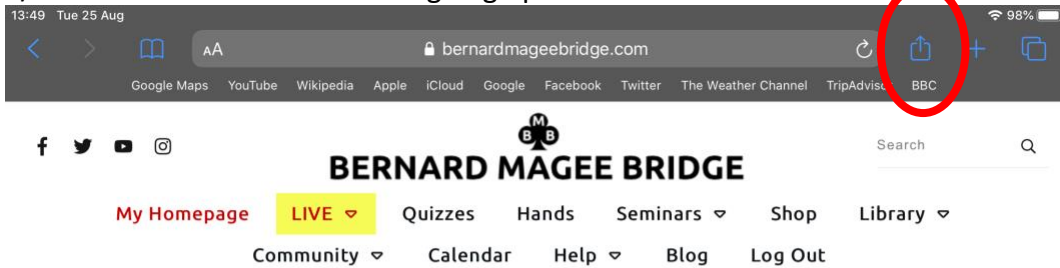 13:49 Tue 25 Aug 98%
AA bernardmageebridge.com
Google Maps YouTube Wikipedia Apple iCloud Google Facebook Twitter The Weather Channel TripAdvisor BBC
M
B B
Search
BERNARD MAGEE BRIDGE
My Homepage LIVE Quizzes Hands Seminars Shop Library
Community Calendar Help Blog Log Out